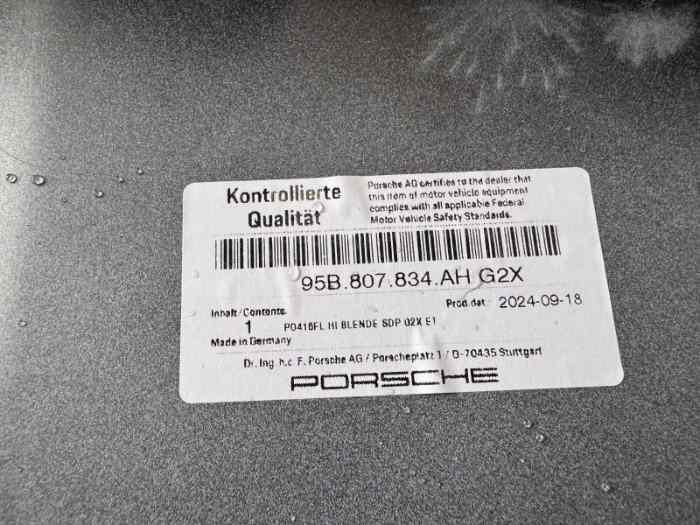 Kontrollierte
Qualität
Porsche AG certifies to the dealer that
this item of motor vehicle equipment
complies with all applicable Federal
Motor Vehicle Safety Standards.
95B.807.834.AH G2X
Inhalt/Contents
Prod.dat 2024-09-18
1 PO416FL HI BLENDE SDP G2X E1
Made in Germany
Dr. Ing. h.c. F. Porsche AG / Porscheplatz 1 / D-70435 Stuttgart
PORSCHE